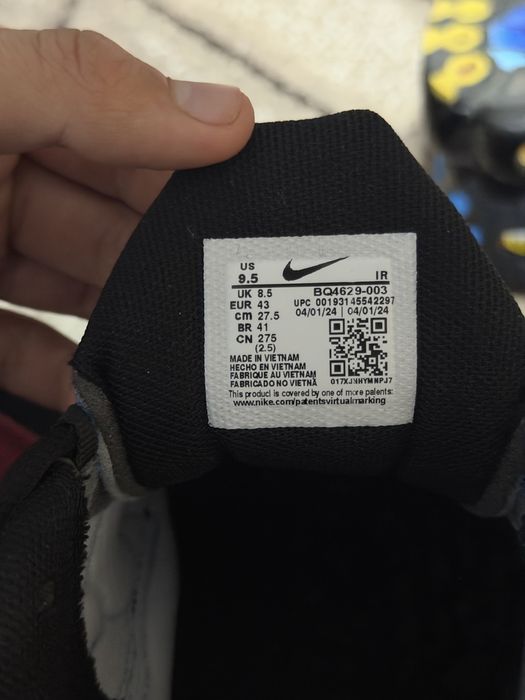 US
9.5 IR
UK 8.5 BQ4629-003
EUR 43 UPC 00193145542297
cm 27.5 04/01/24 | 04/01/24
BR 41
CN 275
(2.5)
MADE IN VIETNAM
HECHO EN VIETNAM
FABRIQUE AU VIETNAM
FABRICADO NO VIETNÃ 017XJNHYMNPJ7
This product is covered by one of more patents:
www.nike.com/patentsvirtualmarking